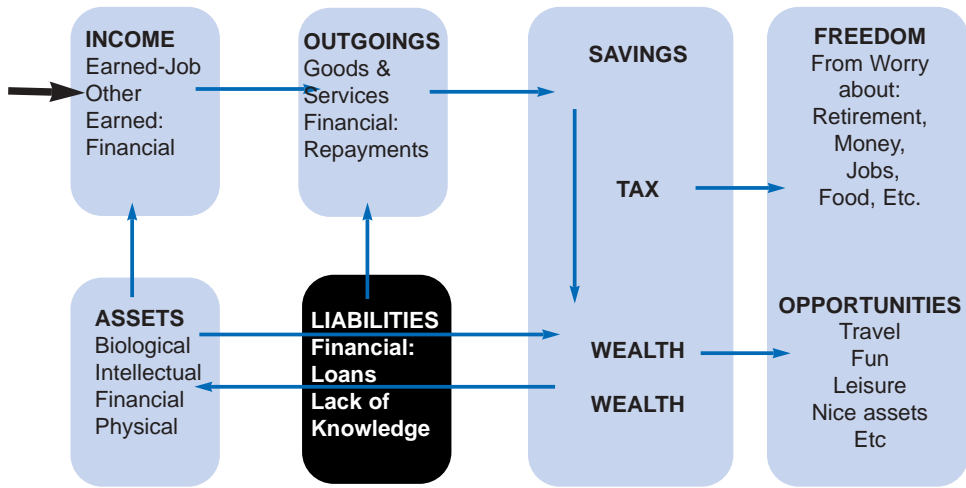 INCOME
Earned-Job
Other
Earned:
Financial
OUTGOINGS
Goods &
Services
Financial:
Repayments
SAVINGS
TAX
WEALTH
WEALTH
FREEDOM
From Worry
about:
Retirement,
Money,
Jobs,
Food, Etc.
ASSETS
Biological
Intellectual
Financial
Physical
LIABILITIES
Financial:
Loans
Lack of
Knowledge
OPPORTUNITIES
Travel
Fun
Leisure
Nice assets
Etc